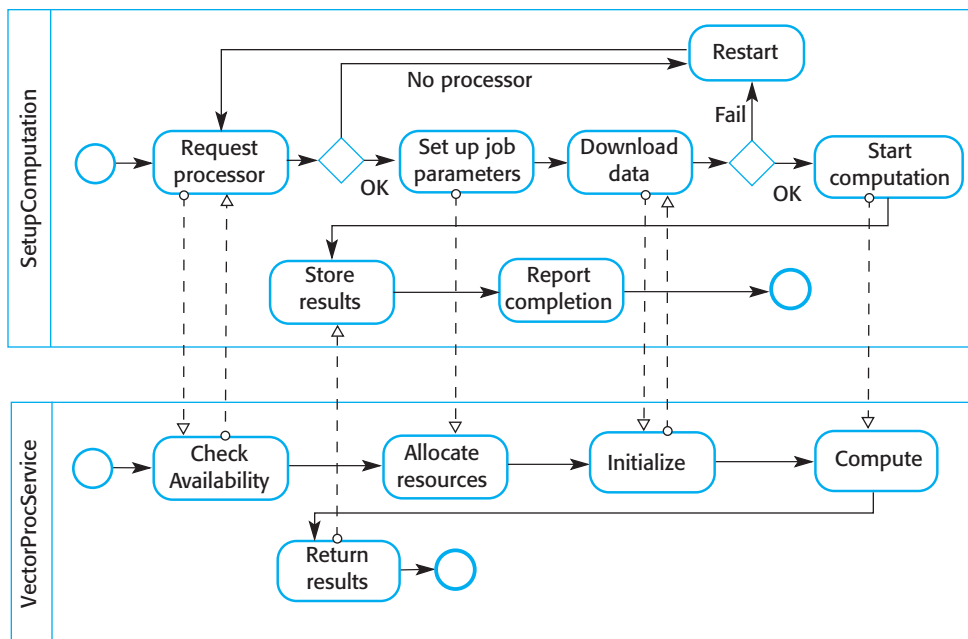 SetupComputation
Restart
No processor
Fail
Request
processor
OK
Set up job
parameters
Download
data
OK
Start
computation
Store
results
Report
completion
VectorProcService
Check
Availability
Allocate
resources
Initialize
Compute
Return
results